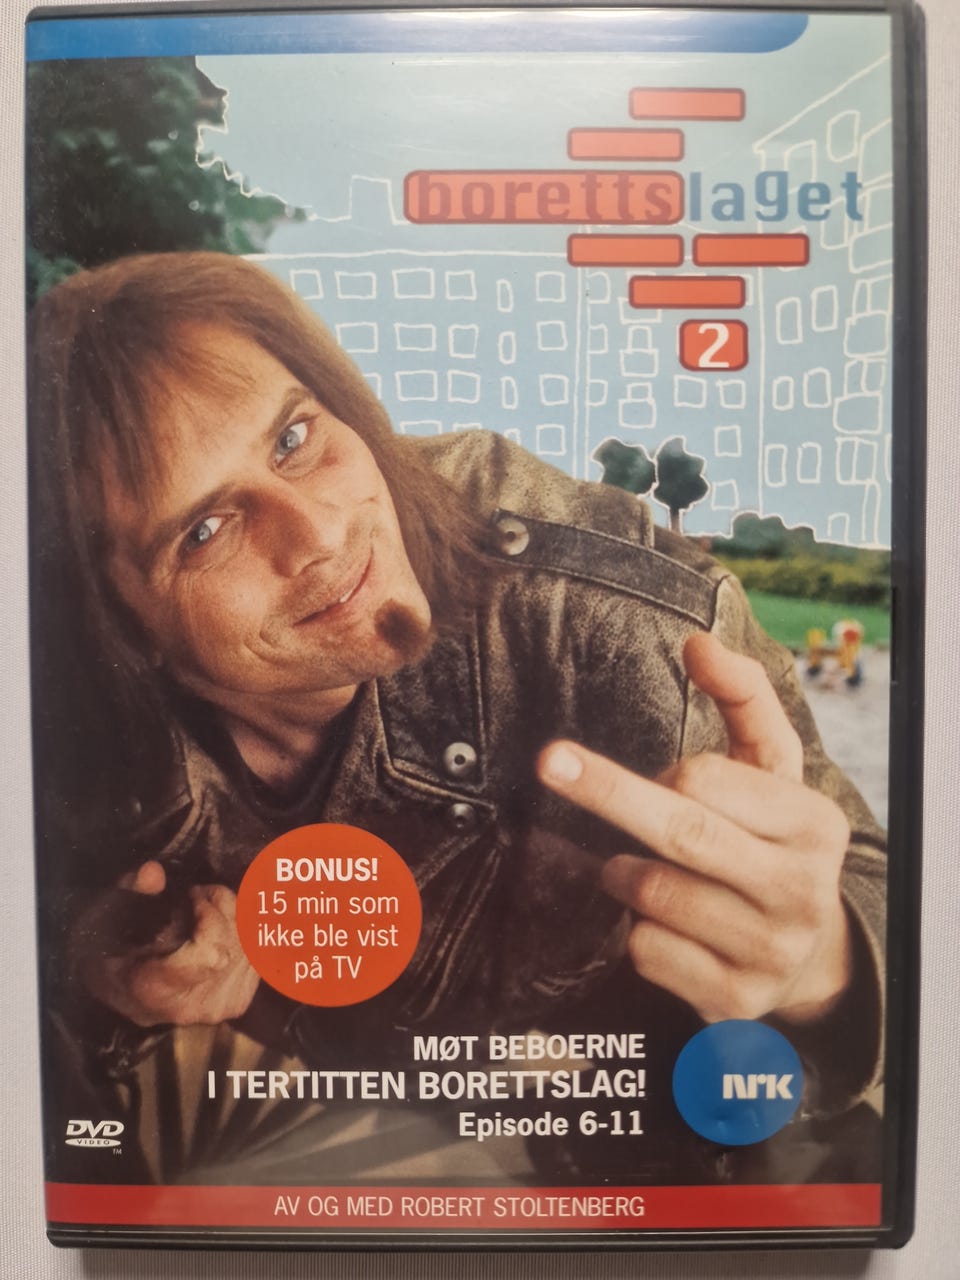 borettslaget
2
BONUS!
15 min som
ikke ble vist
på TV
MØT BEBOERNE
I TERTITTEN BORETTSLAG!
Episode 6-11
nrk
DVD
VIDEO
TM
AV OG MED ROBERT STOLTENBERG